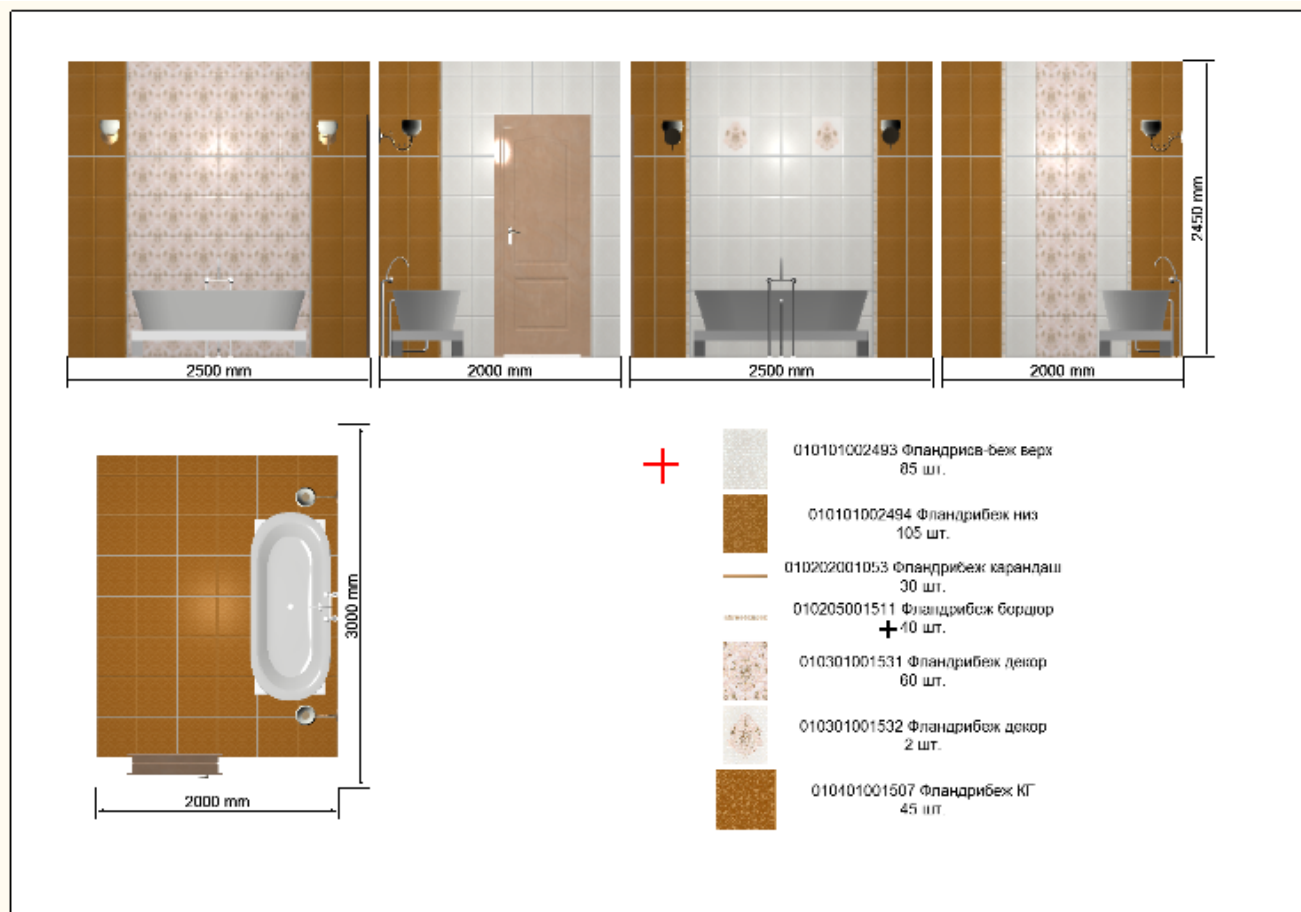 2500 mm
2000 mm
2500 mm
2000 mm
2450 mm
3000 mm
2000 mm
010101002493 Фландрисв-беж верх
85 шт.
010101002494 Фландрибеж низ
105 шт.
010202001053 Фландрибеж карандаш
30 шт.
010205001511 Фландрибеж бордюр
40 шт.
010301001531 Фландрибеж декор
60 шт.
010301001532 Фландрибеж декор
2 шт.
010401001507 Фландрибеж КГ
45 шт.